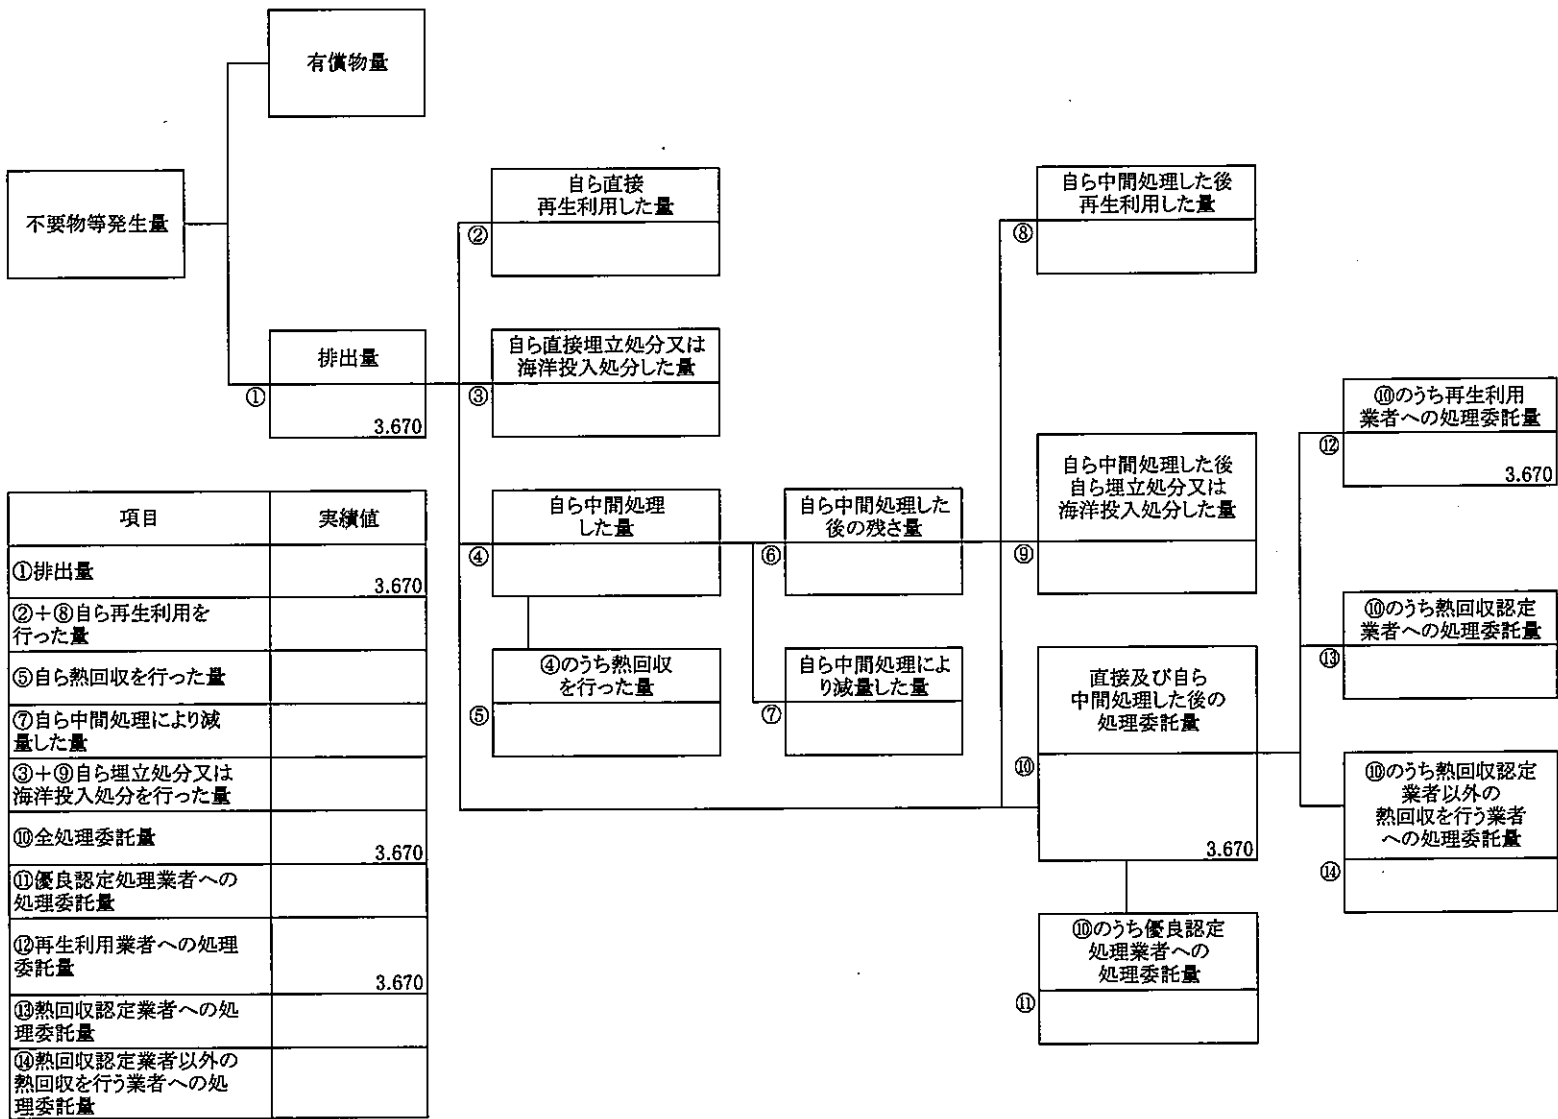 有償物量
不要物等発生量
自ら直接
再生利用した量
②
自ら中間処理した後
再生利用した量
⑧
排出量
①
3.670
自ら直接埋立処分又は
海洋投入処分した量
③
⑩のうち再生利用
業者への処理委託量
⑫
3.670
自ら中間処理
した量
④
自ら中間処理した
後の残さ量
⑥
自ら中間処理した後
自ら埋立処分又は
海洋投入処分した量
⑨
⑩のうち熱回収認定
業者への処理委託量
⑬
④のうち熱回収
を行った量
⑤
自ら中間処理によ
り減量した量
⑦
直接及び自ら
中間処理した後の
処理委託量
⑩
3.670
⑩のうち熱回収認定
業者以外の
熱回収を行う業者
への処理委託量
⑭
⑩のうち優良認定
処理業者への
処理委託量
⑪
項目 実績値
①排出量
3.670
②+⑧自ら再生利用を
行った量
⑤自ら熱回収を行った量
⑦自ら中間処理により減
量した量
③+⑨自ら埋立処分又は
海洋投入処分を行った量
⑩全処理委託量
3.670
⑪優良認定処理業者への
処理委託量
⑫再生利用業者への処理
委託量
3.670
⑬熱回収認定業者への処
理委託量
⑭熱回収認定業者以外の
熱回収を行う業者への処
理委託量